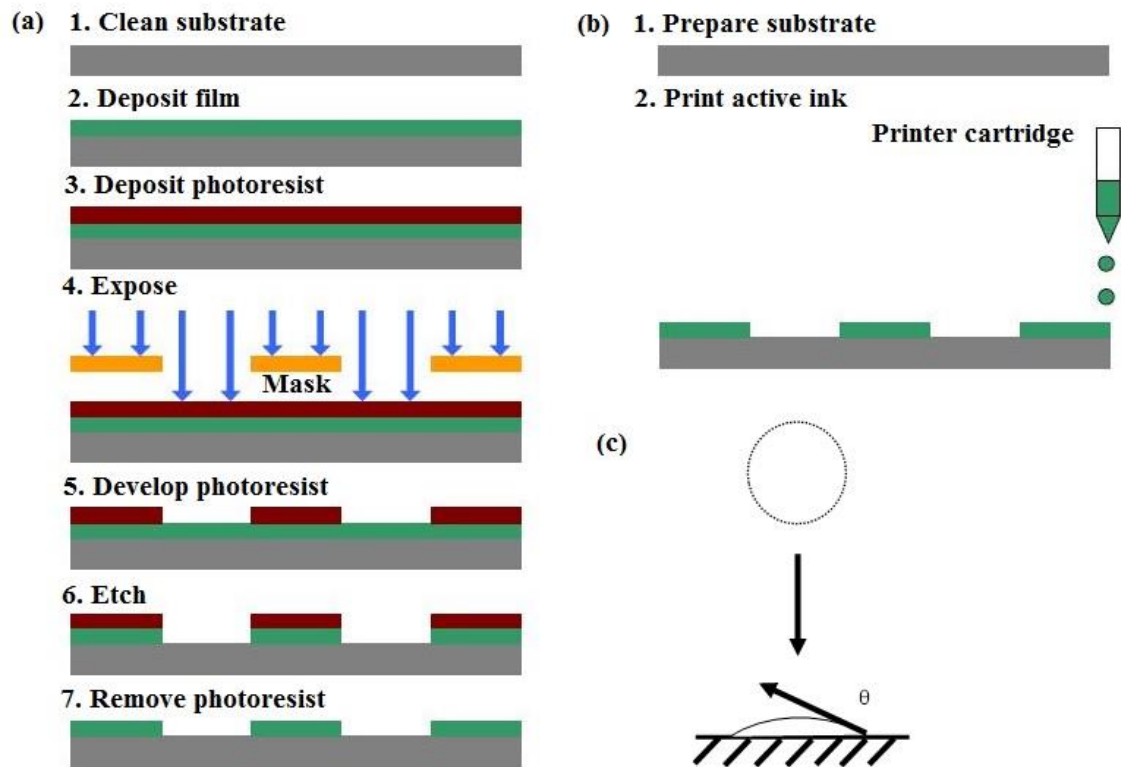 (a)
1. Clean substrate
2. Deposit film
3. Deposit photoresist
4. Expose
Mask
5. Develop photoresist
6. Etch
7. Remove photoresist
(b)
1. Prepare substrate
2. Print active ink
Printer cartridge
(c)
θ